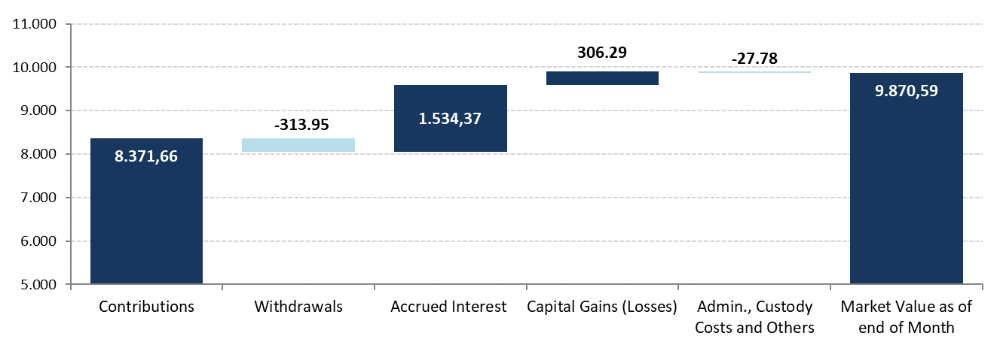 11.000
10.000
9.000
8.000
7.000
6.000
5.000
8.371,66
-313.95
1.534,37
306.29
-27.78
9.870,59
Contributions
Withdrawals
Accrued Interest
Capital Gains (Losses)
Admin., Custody
Costs and Others
Market Value as of
end of Month